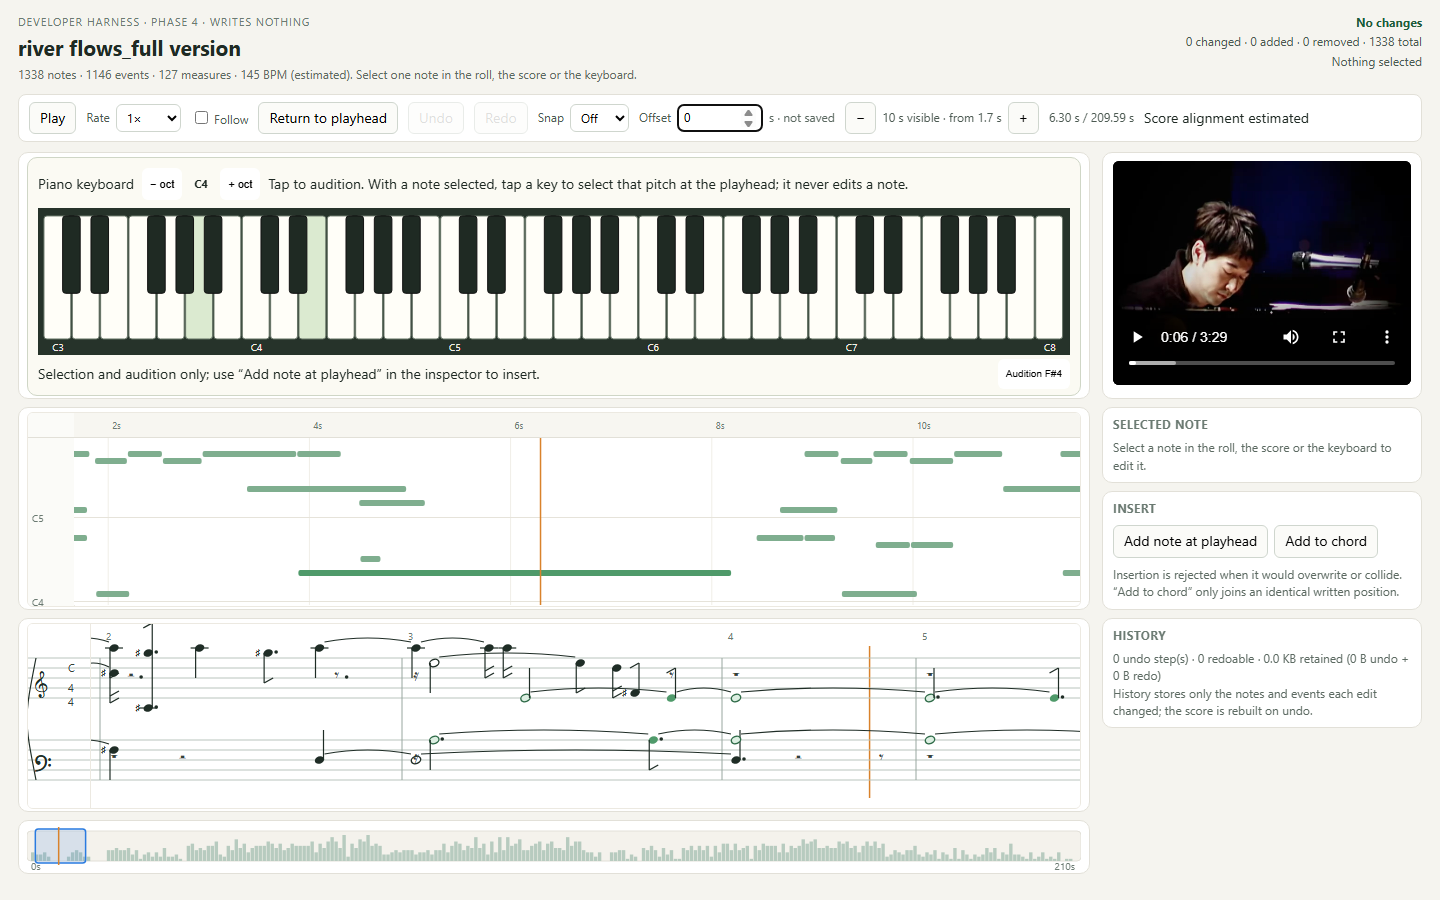 DEVELOPER HARNESS · PHASE 4 · WRITES NOTHING
river flows_full version
1338 notes · 1146 events · 127 measures · 145 BPM (estimated). Select one note in the roll, the score or the keyboard.
No changes
0 changed · 0 added · 0 removed · 1338 total
Nothing selected
Play Rate 1× Follow Return to playhead Undo Redo Snap Off Offset 0 s · not saved − 10 s visible · from 1.7 s + 6.30 s / 209.59 s Score alignment estimated
Piano keyboard − oct C4 + oct Tap to audition. With a note selected, tap a key to select that pitch at the playhead; it never edits a note.
C3 C4 C5 C6 C7 C8
Selection and audition only; use “Add note at playhead” in the inspector to insert.
Audition F#4
0:06 / 3:29
2s 4s 6s 8s 10s
C5
C4
SELECTED NOTE
Select a note in the roll, the score or the keyboard to
edit it.
INSERT
Add note at playhead Add to chord
Insertion is rejected when it would overwrite or collide.
“Add to chord” only joins an identical written position.
2 3 4 5
C
4
4
HISTORY
0 undo step(s) · 0 redoable · 0.0 KB retained (0 B undo +
0 B redo)
History stores only the notes and events each edit
changed; the score is rebuilt on undo.
0s 210s